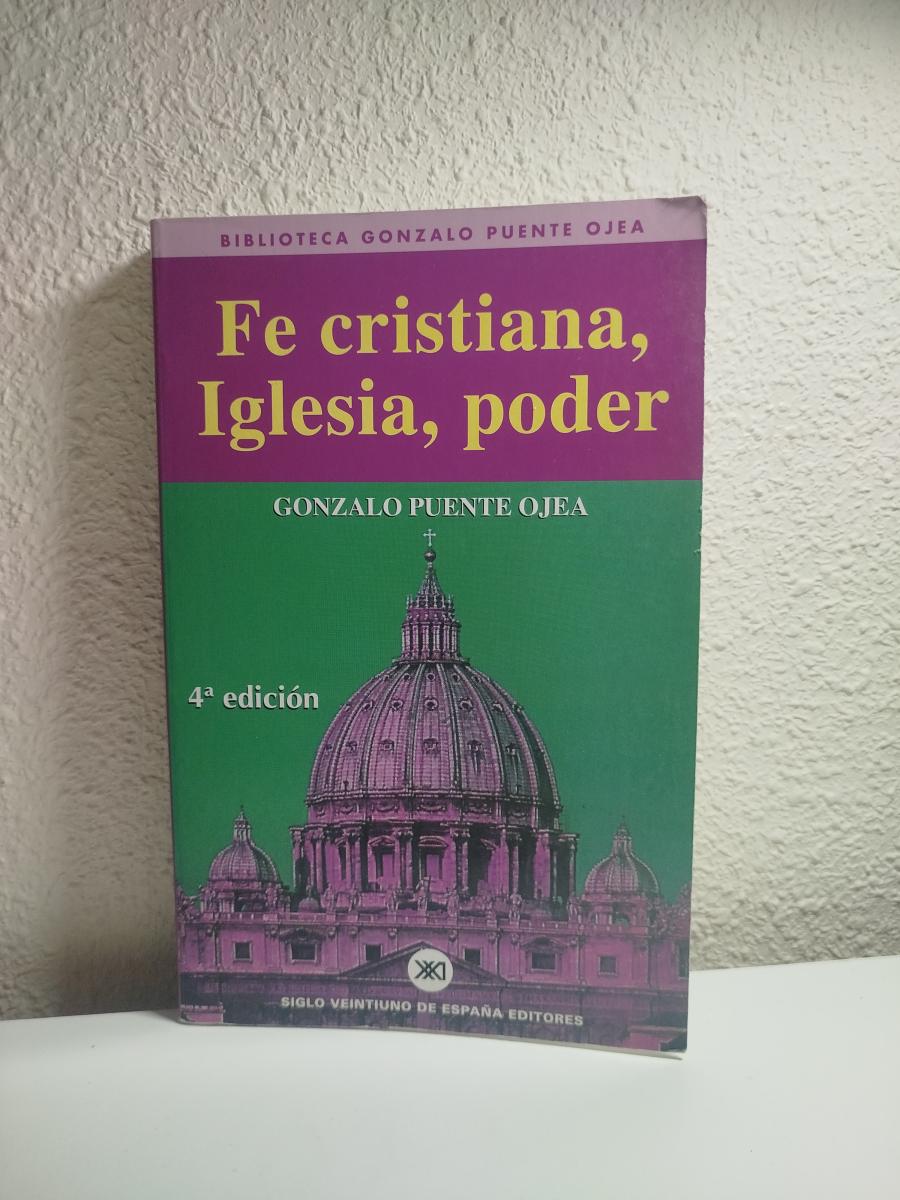 BIBLIOTECA GONZALO PUENTE OJEA
Fe cristiana,
Iglesia, poder
GONZALO PUENTE OJEA
4ª edición
XXI
SIGLO VEINTIUNO DE ESPAÑA EDITORES